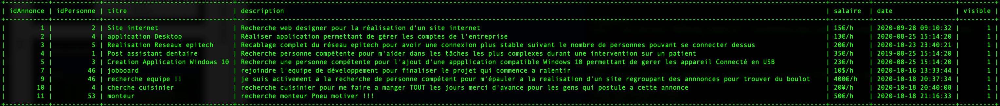 | idAnnonce | idPersonne | titre | description | salaire | date | visible |
| 1 | 2 | Site internet | Recherche web designer pour la réalisation d'un site internet | 15€/h | 2020-09-28 09:10:32 | 1 |
| 2 | 4 | application Desktop | Réaliser application permettant de gérer les comptes de l'entreprise | 13€/h | 2020-08-25 15:14:20 | 1 |
| 3 | 5 | Realisation Reseaux epitech | Recablage complet du réseau epitech pour avoir une connexion plus stable suivant le nombre de personnes pouvant se connecter dessus | 20€/h | 2020-10-23 23:40:21 | 1 |
| 4 | 1 | Post assistant dentaire | Recherche personne compétente pour m'aider dans les tâches les plus complexes durant une intervention sur un patient | 35€/h | 2019-08-25 15:14:20 | 1 |
| 5 | 3 | Creation Application Windows 10 | Recherche une personne compétente pour l'ajout d'une appplication compatible Windows 10 permettant de gerer les appareil Connecté en USB | 23€/h | 2020-08-25 15:14:20 | 1 |
| 7 | 46 | jobboard | rejoindre l'equipe de développement pour finaliser le projet qui commence a ralentir | 10$/h | 2020-10-16 13:33:44 | 1 |
| 9 | 46 | recherche equipe !! | je suis activement a la recherche de personne compétent pour m'épauler a la realisation d'un site regroupant des annnonces pour trouver du boulot | 400€/h | 2020-10-18 20:37:34 | 1 |
| 10 | 4 | cherche cuisinier | recherche cuisinier pour me faire a manger TOUT les jours merci d'avance pour les gens qui postule a cette annonce | 20¥/h | 2020-10-18 20:40:08 | 1 |
| 11 | 53 | monteur | recherche monteur Pneu motiver !!! | 50€/h | 2020-10-18 21:16:33 | 1 |